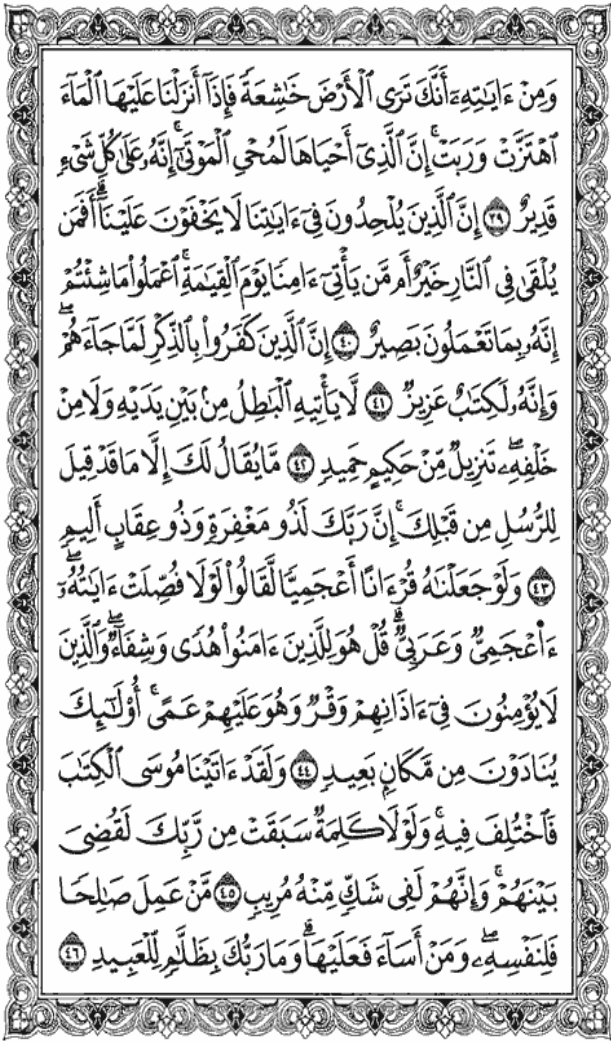 وَمِنْ ءَايَٰتِهِۦٓ أَنَّكَ تَرَى ٱلْأَرْضَ خَٰشِعَةً فَإِذَآ أَنزَلْنَا عَلَيْهَا ٱلْمَآءَ
ٱهْتَزَّتْ وَرَبَتْ ۚ إِنَّ ٱلَّذِىٓ أَحْيَاهَا لَمُحْىِ ٱلْمَوْتَىٰٓ ۚ إِنَّهُۥ عَلَىٰ كُلِّ شَىْءٍ
قَدِيرٌ ٣٩ إِنَّ ٱلَّذِينَ يُلْحِدُونَ فِىٓ ءَايَٰتِنَا لَا يَخْفَوْنَ عَلَيْنَآ ۗ أَفَمَن
يُلْقَىٰ فِى ٱلنَّارِ خَيْرٌ أَم مَّن يَأْتِىٓ ءَامِنًا يَوْمَ ٱلْقِيَٰمَةِ ۚ ٱعْمَلُوا۟ مَا شِئْتُمْ
إِنَّهُۥ بِمَا تَعْمَلُونَ بَصِيرٌ ٤٠ إِنَّ ٱلَّذِينَ كَفَرُوا۟ بِٱلذِّكْرِ لَمَّا جَآءَهُمْ ۖ
وَإِنَّهُۥ لَكِتَٰبٌ عَزِيزٌ ٤١ لَّا يَأْتِيهِ ٱلْبَٰطِلُ مِنۢ بَيْنِ يَدَيْهِ وَلَا مِنْ
خَلْفِهِۦ ۖ تَنزِيلٌ مِّنْ حَكِيمٍ حَمِيدٍ ٤٢ مَّا يُقَالُ لَكَ إِلَّا مَا قَدْ قِيلَ
لِلرُّسُلِ مِن قَبْلِكَ ۚ إِنَّ رَبَّكَ لَذُو مَغْفِرَةٍ وَذُو عِقَابٍ أَلِيمٍ
٤٣ وَلَوْ جَعَلْنَٰهُ قُرْءَانًا أَعْجَمِيًّا لَّقَالُوا۟ لَوْلَا فُصِّلَتْ ءَايَٰتُهُۥٓ ۖ
ءَا۬عْجَمِىٌّ وَعَرَبِىٌّ ۗ قُلْ هُوَ لِلَّذِينَ ءَامَنُوا۟ هُدًى وَشِفَآءٌ ۖ وَٱلَّذِينَ
لَا يُؤْمِنُونَ فِىٓ ءَاذَانِهِمْ وَقْرٌ وَهُوَ عَلَيْهِمْ عَمًى ۚ أُو۟لَٰٓئِكَ
يُنَادَوْنَ مِن مَّكَانٍۭ بَعِيدٍ ٤٤ وَلَقَدْ ءَاتَيْنَا مُوسَى ٱلْكِتَٰبَ
فَٱخْتُلِفَ فِيهِ ۗ وَلَوْلَا كَلِمَةٌ سَبَقَتْ مِن رَّبِّكَ لَقُضِىَ
بَيْنَهُمْ ۚ وَإِنَّهُمْ لَفِى شَكٍّ مِّنْهُ مُرِيبٍ ٤٥ مَّنْ عَمِلَ صَٰلِحًا
فَلِنَفْسِهِۦ ۖ وَمَنْ أَسَآءَ فَعَلَيْهَا ۗ وَمَا رَبُّكَ بِظَلَّٰمٍ لِّلْعَبِيدِ ٤٦